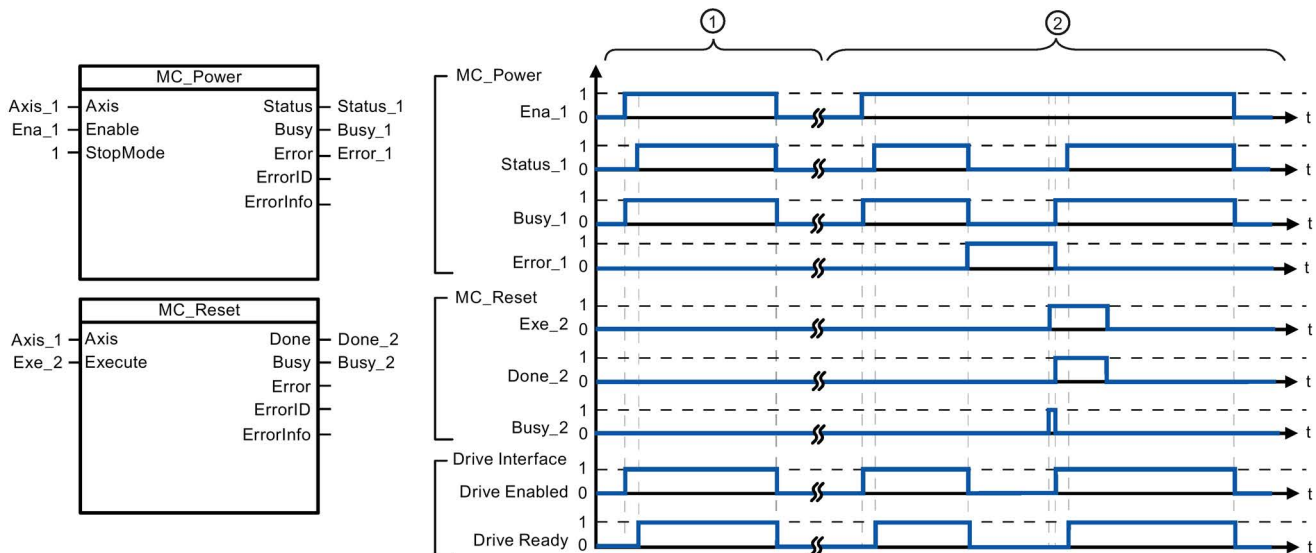 MC_Power
Axis_1 Axis Status Status_1
Ena_1 Enable Busy Busy_1
1 StopMode Error Error_1
ErrorID
ErrorInfo
MC_Reset
Axis_1 Axis Done Done_2
Exe_2 Execute Busy Busy_2
Error
ErrorID
ErrorInfo
1 2
MC_Power
Ena_1 1 0 t
Status_1 1 0 t
Busy_1 1 0 t
Error_1 1 0 t
MC_Reset
Exe_2 1 0 t
Done_2 1 0 t
Busy_2 1 0 t
Drive Interface
Drive Enabled 1 0 t
Drive Ready 1 0 t